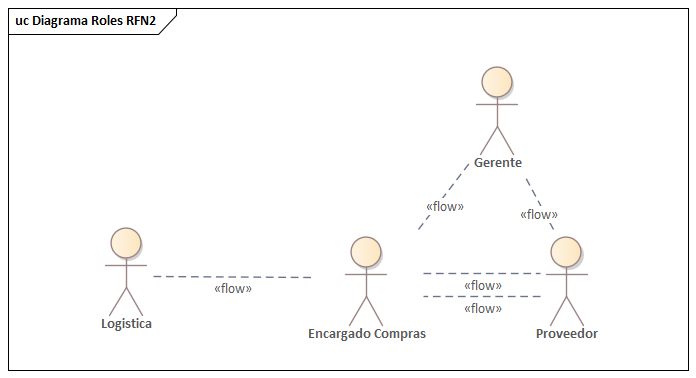 uc Diagrama Roles RFN2
Gerente
«flow»
«flow»
«flow»
«flow»
«flow»
Logistica
Encargado Compras
Proveedor